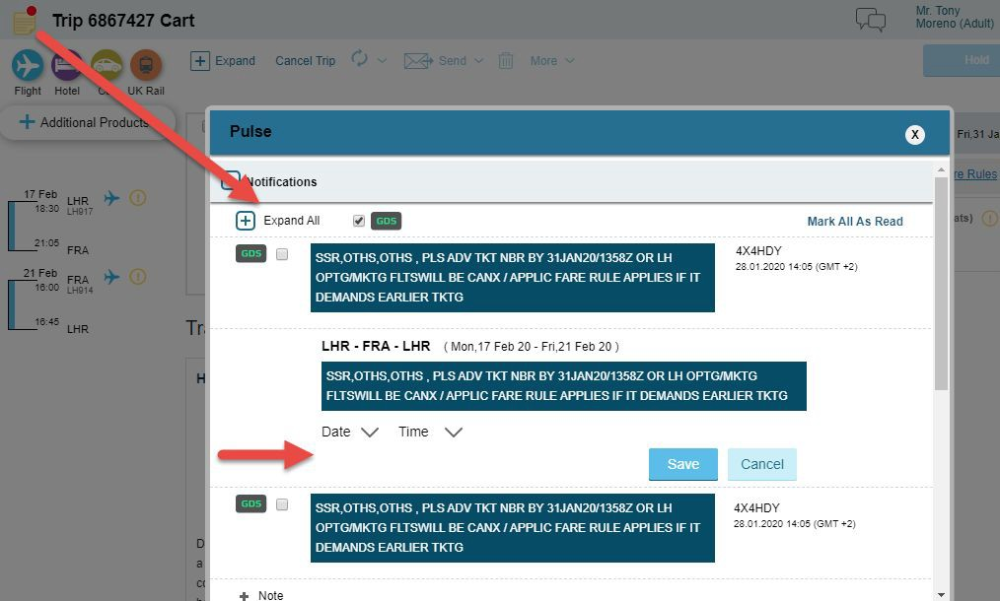 Trip 6867427 Cart
Mr. Tony
Moreno (Adult)
Expand
Cancel Trip
Send
More
Hold
Flight
Hotel
UK Rail
Additional Products
Pulse
X
Fri,31 Ja
re Rules
Notifications
Expand All
GDS
Mark All As Read
17 Feb
18:30
LHR
LH917
21:05
FRA
21 Feb
16:00
FRA
LH914
16:45
LHR
GDS
SSR,OTHS,OTHS , PLS ADV TKT NBR BY 31JAN20/1358Z OR LH
OPTG/MKTG FLTSWILL BE CANX / APPLIC FARE RULE APPLIES IF IT
DEMANDS EARLIER TKTG
4X4HDY
28.01.2020 14:05 (GMT +2)
LHR - FRA - LHR ( Mon,17 Feb 20 - Fri,21 Feb 20 )
SSR,OTHS,OTHS , PLS ADV TKT NBR BY 31JAN20/1358Z OR LH OPTG/MKTG
FLTSWILL BE CANX / APPLIC FARE RULE APPLIES IF IT DEMANDS EARLIER TKTG
Date
Time
Save
Cancel
GDS
SSR,OTHS,OTHS , PLS ADV TKT NBR BY 31JAN20/1358Z OR LH
OPTG/MKTG FLTSWILL BE CANX / APPLIC FARE RULE APPLIES IF IT
DEMANDS EARLIER TKTG
4X4HDY
28.01.2020 14:05 (GMT +2)
Note